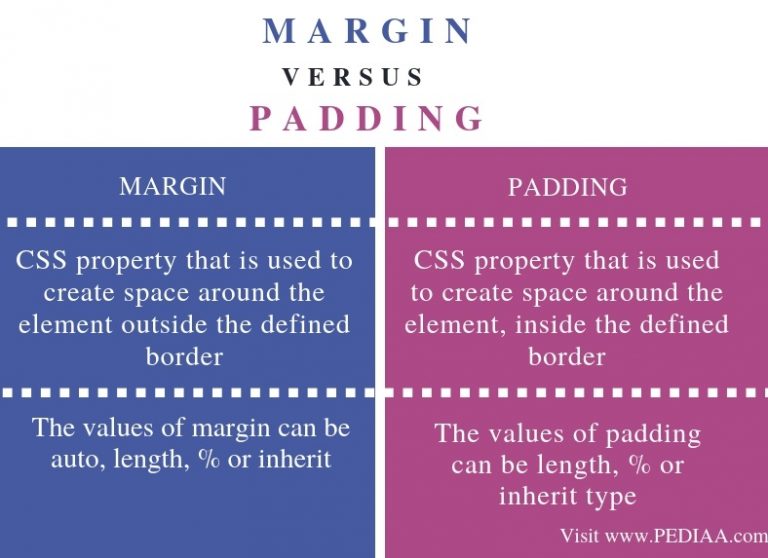 MARGIN
VERSUS
PADDING
MARGIN
CSS property that is used to
create space around the
element outside the defined
border
The values of margin can be
auto, length, % or inherit
PADDING
CSS property that is used
to create space around the
element, inside the defined
border
The values of padding
can be length, % or
inherit type
Visit www.PEDIAA.com